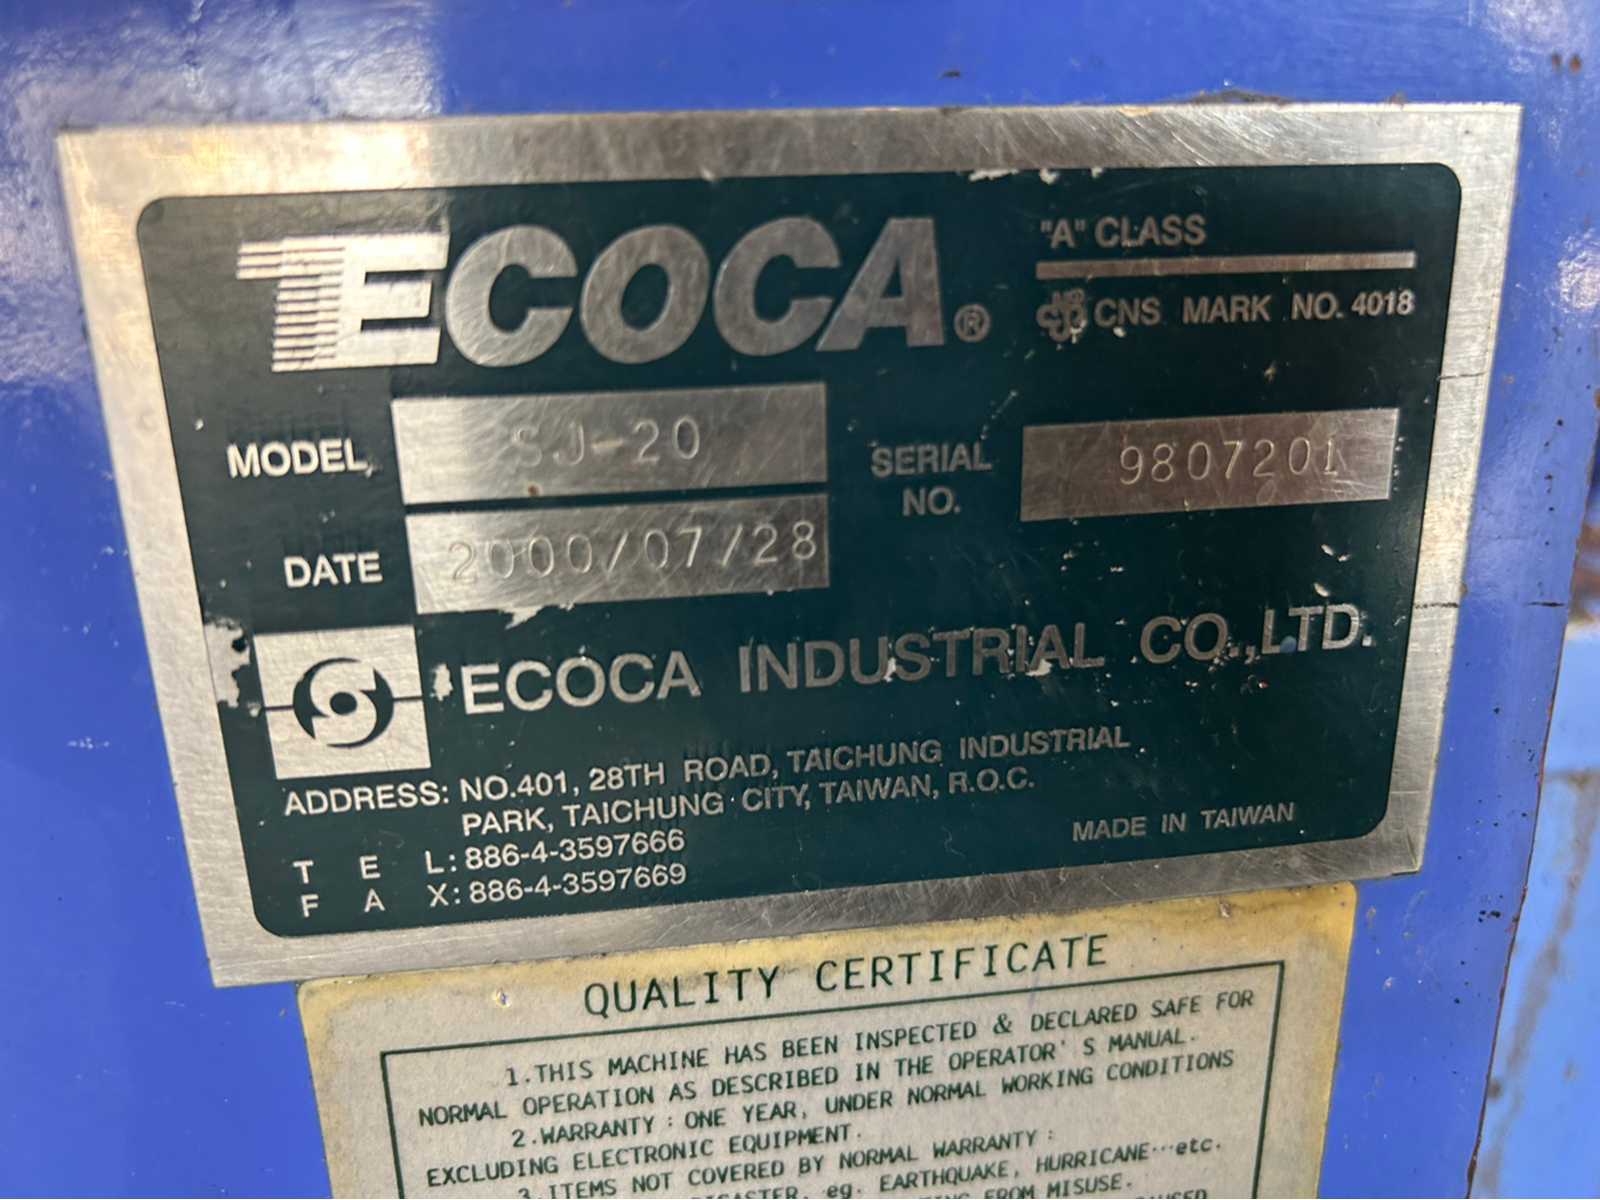 ECOCA®
"A" CLASS
CNS MARK NO. 4018
MODEL SJ-20
SERIAL NO. 9807201
DATE 2000/07/28
ECOCA INDUSTRIAL CO.,LTD.
ADDRESS: NO.401, 28TH ROAD, TAICHUNG INDUSTRIAL
PARK, TAICHUNG CITY, TAIWAN, R.O.C.
T E L: 886-4-3597666
F A X: 886-4-3597669
MADE IN TAIWAN
QUALITY CERTIFICATE
1.THIS MACHINE HAS BEEN INSPECTED & DECLARED SAFE FOR
NORMAL OPERATION AS DESCRIBED IN THE OPERATOR'S MANUAL.
2.WARRANTY : ONE YEAR, UNDER NORMAL WORKING CONDITIONS
EXCLUDING ELECTRONIC EQUIPMENT.
3.ITEMS NOT COVERED BY NORMAL WARRANTY :
eg. EARTHQUAKE, HURRICANE···etc.
FROM MISUSE.